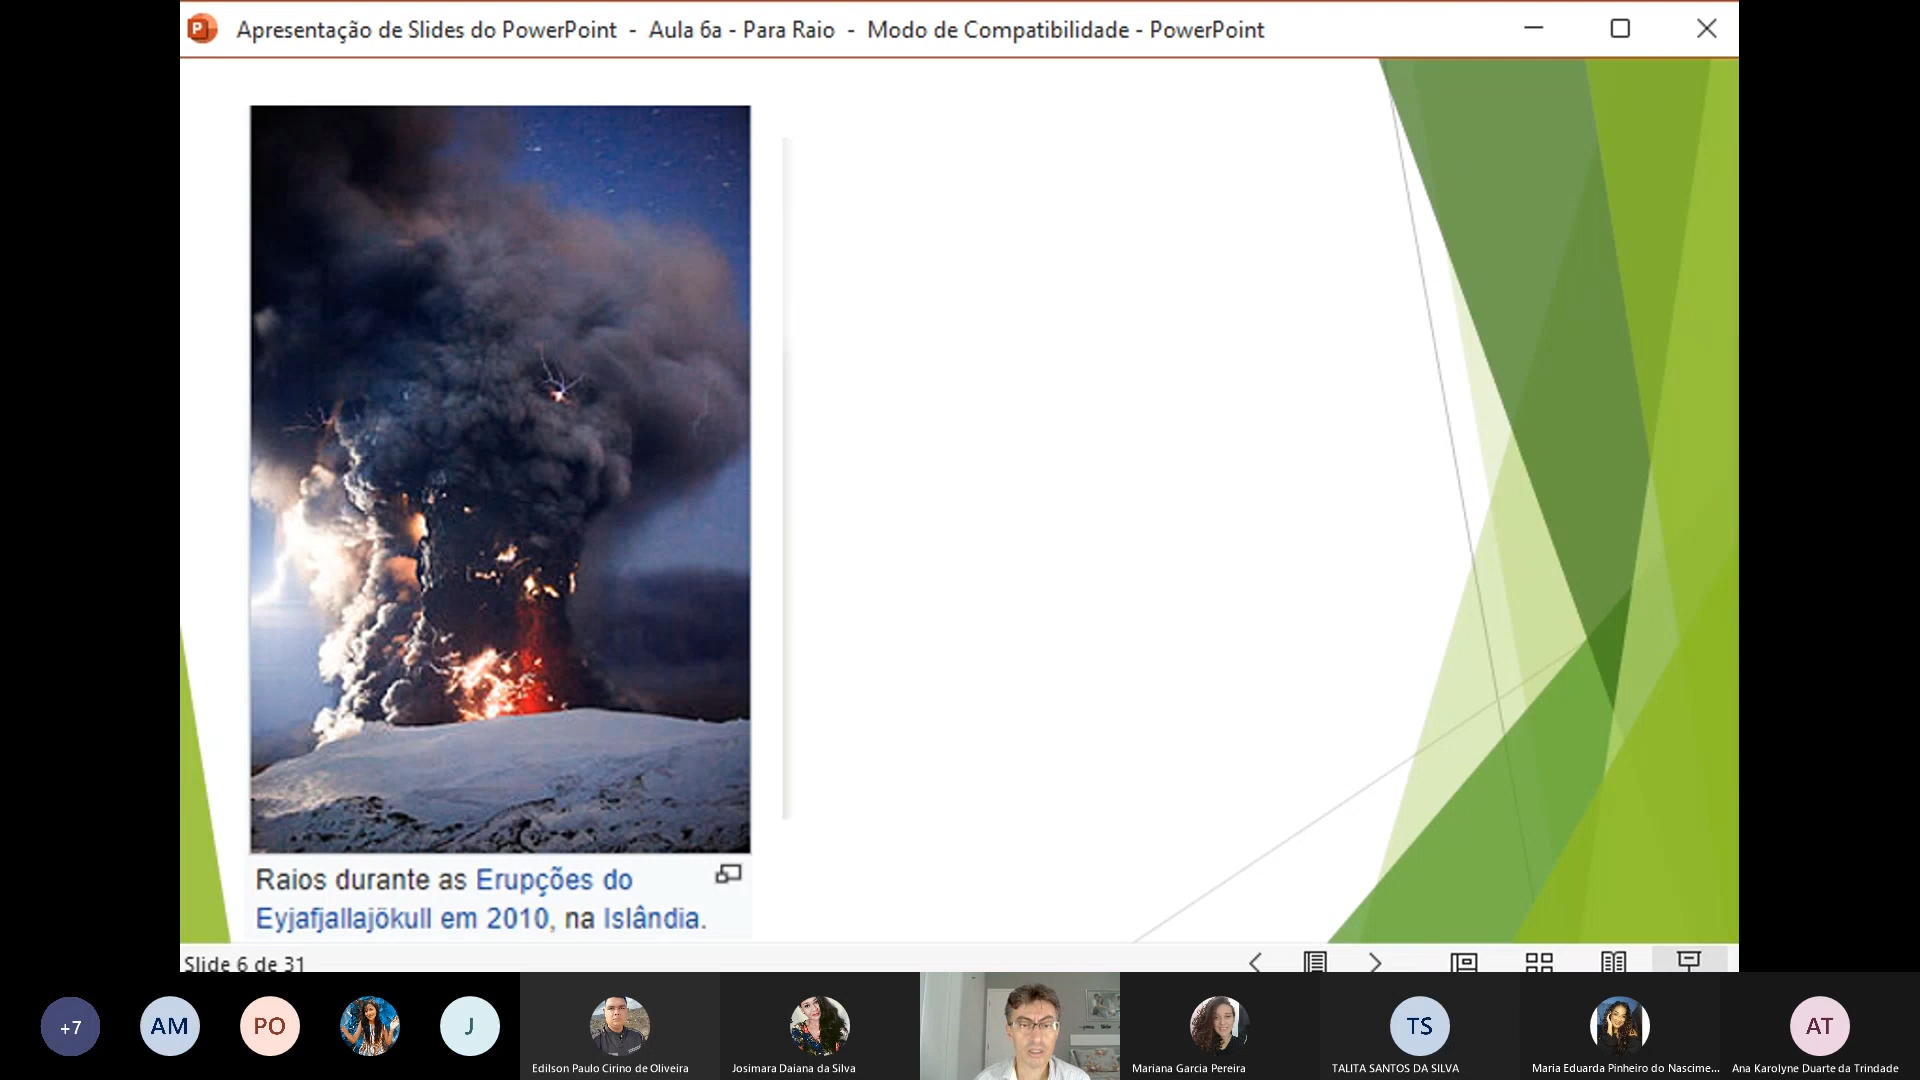 Apresentação de Slides do PowerPoint - Aula 6a - Para Raio - Modo de Compatibilidade - PowerPoint
Raios durante as Erupções do
Eyjafjallajökull em 2010, na Islândia.
Slide 6 de 31
+7
AM
PO
J
Edilson Paulo Cirino de Oliveira
Josimara Daiana da Silva
Mariana Garcia Pereira
TS
TALITA SANTOS DA SILVA
Maria Eduarda Pinheiro do Nascime...
AT
Ana Karolyne Duarte da Trindade